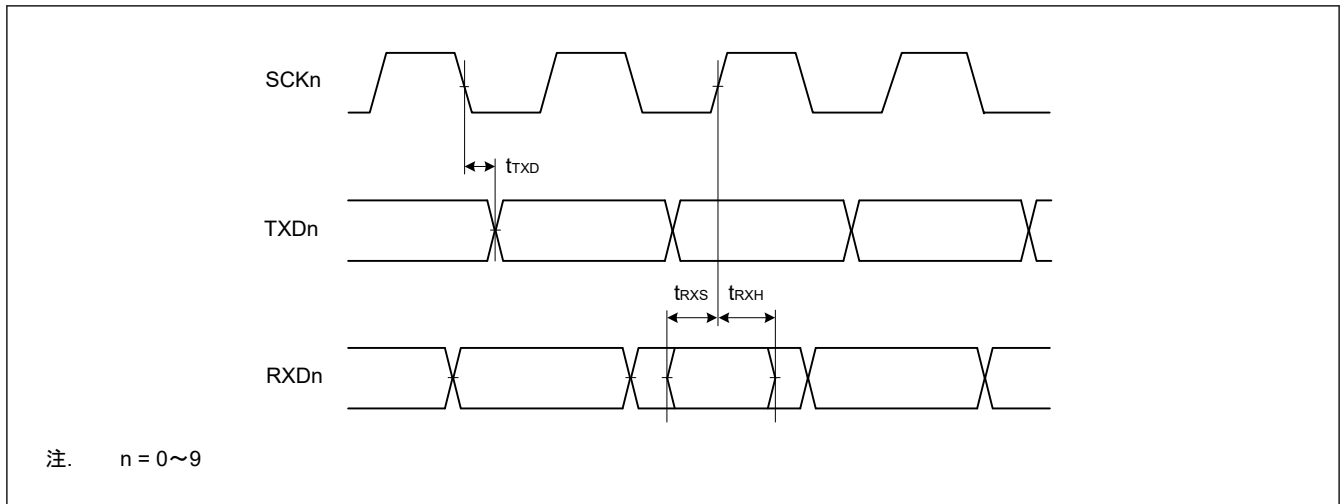 SCKn
tTXD
TXDn
tRXS tRXH
RXDn
注. n = 0～9